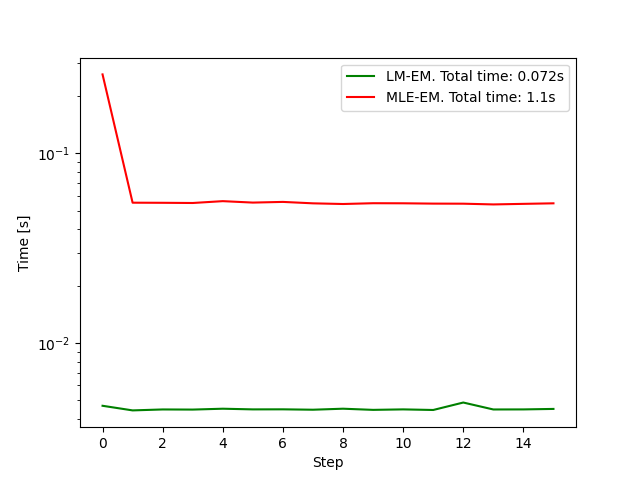 LM-EM. Total time: 0.072s
MLE-EM. Total time: 1.1s
10⁻¹
10⁻²
Time [s]
0 2 4 6 8 10 12 14
Step